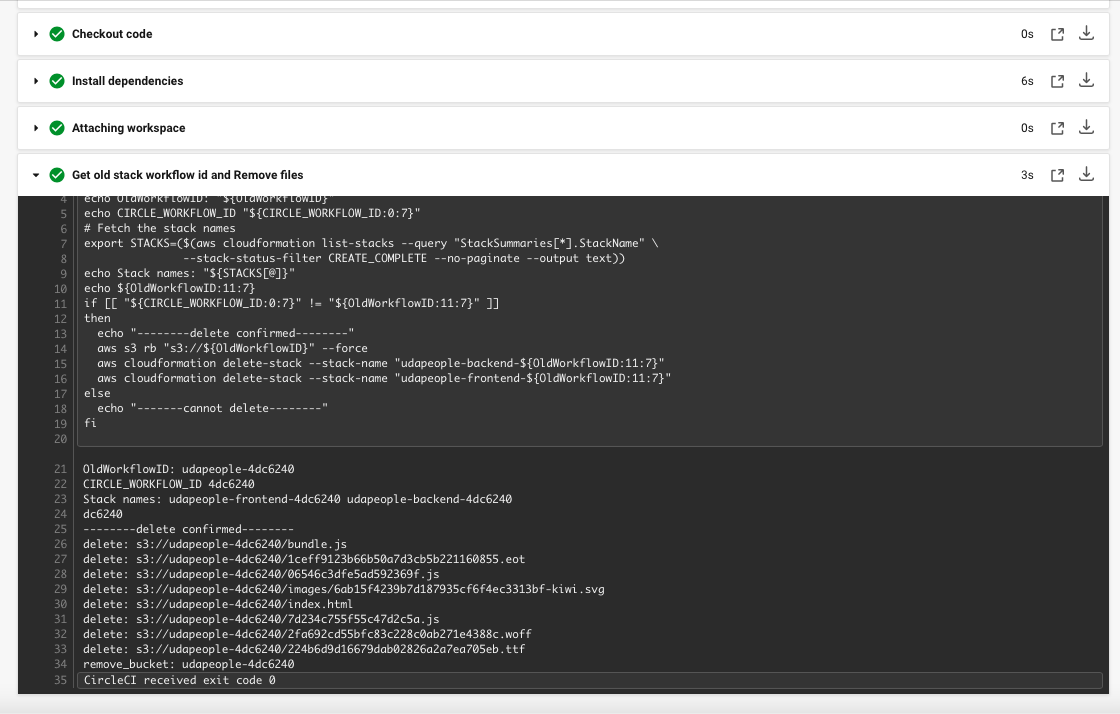 Checkout code 0s
Install dependencies 6s
Attaching workspace 0s
Get old stack workflow id and Remove files 3s
4 echo OldWorkflowID: "${OldWorkflowID}"
5 echo CIRCLE_WORKFLOW_ID "${CIRCLE_WORKFLOW_ID:0:7}"
6 # Fetch the stack names
7 export STACKS=($(aws cloudformation list-stacks --query "StackSummaries[*].StackName" \
8 --stack-status-filter CREATE_COMPLETE --no-paginate --output text))
9 echo Stack names: "${STACKS[@]}"
10 echo ${OldWorkflowID:11:7}
11 if [[ "${CIRCLE_WORKFLOW_ID:0:7}" != "${OldWorkflowID:11:7}" ]]
12 then
13 echo "--------delete confirmed--------"
14 aws s3 rb "s3://${OldWorkflowID}" --force
15 aws cloudformation delete-stack --stack-name "udapeople-backend-${OldWorkflowID:11:7}"
16 aws cloudformation delete-stack --stack-name "udapeople-frontend-${OldWorkflowID:11:7}"
17 else
18 echo "-------cannot delete--------"
19 fi
20
21 OldWorkflowID: udapeople-4dc6240
22 CIRCLE_WORKFLOW_ID 4dc6240
23 Stack names: udapeople-frontend-4dc6240 udapeople-backend-4dc6240
24 dc6240
25 --------delete confirmed--------
26 delete: s3://udapeople-4dc6240/bundle.js
27 delete: s3://udapeople-4dc6240/1ceff9123b66b50a7d3cb5b221160855.eot
28 delete: s3://udapeople-4dc6240/06546c3dfe5ad592369f.js
29 delete: s3://udapeople-4dc6240/images/6ab15f4239b7d187935cf6f4ec3313bf-kiwi.svg
30 delete: s3://udapeople-4dc6240/index.html
31 delete: s3://udapeople-4dc6240/7d234c755f55c47d2c5a.js
32 delete: s3://udapeople-4dc6240/2fa692cd55bfc83c228c0ab271e4388c.woff
33 delete: s3://udapeople-4dc6240/224b6d9d16679dab02826a2a7ea705eb.ttf
34 remove_bucket: udapeople-4dc6240
35 CircleCI received exit code 0